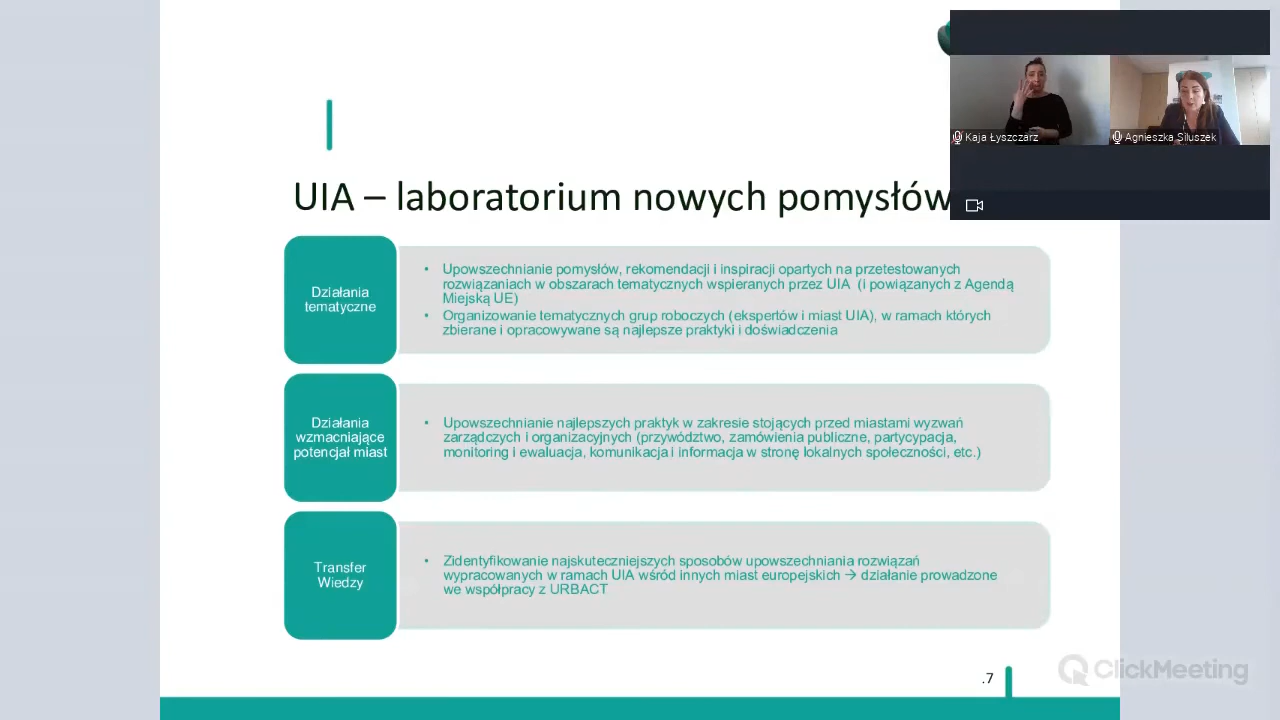 Kaja Łyszczarz
Agnieszka Siluszek
UIA – laboratorium nowych pomysłów
Działania
tematyczne
• Upowszechnianie pomysłów, rekomendacji i inspiracji opartych na przetestowanych
rozwiązaniach w obszarach tematycznych wspieranych przez UIA (i powiązanych z Agendą
Miejską UE)
• Organizowanie tematycznych grup roboczych (ekspertów i miast UIA), w ramach których
zbierane i opracowywane są najlepsze praktyki i doświadczenia
Działania
wzmacniające
potencjał miast
• Upowszechnianie najlepszych praktyk w zakresie stojących przed miastami wyzwań
zarządczych i organizacyjnych (przywództwo, zamówienia publiczne, partycypacja,
monitoring i ewaluacja, komunikacja i informacja w stronę lokalnych społeczności, etc.)
Transfer
Wiedzy
• Zidentyfikowanie najskuteczniejszych sposobów upowszechniania rozwiązań
wypracowanych w ramach UIA wśród innych miast europejskich → działanie prowadzone
we współpracy z URBACT
.7
ClickMeeting